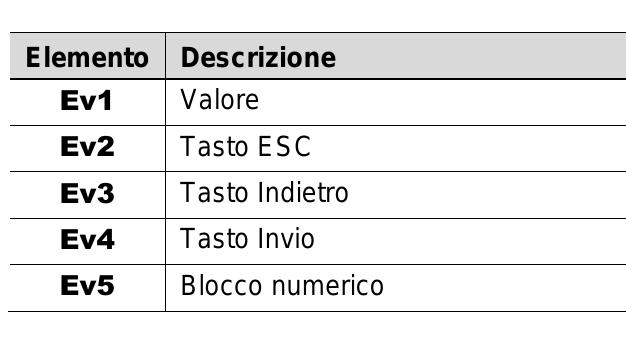 Elemento Descrizione
Ev1 Valore
Ev2 Tasto ESC
Ev3 Tasto Indietro
Ev4 Tasto Invio
Ev5 Blocco numerico